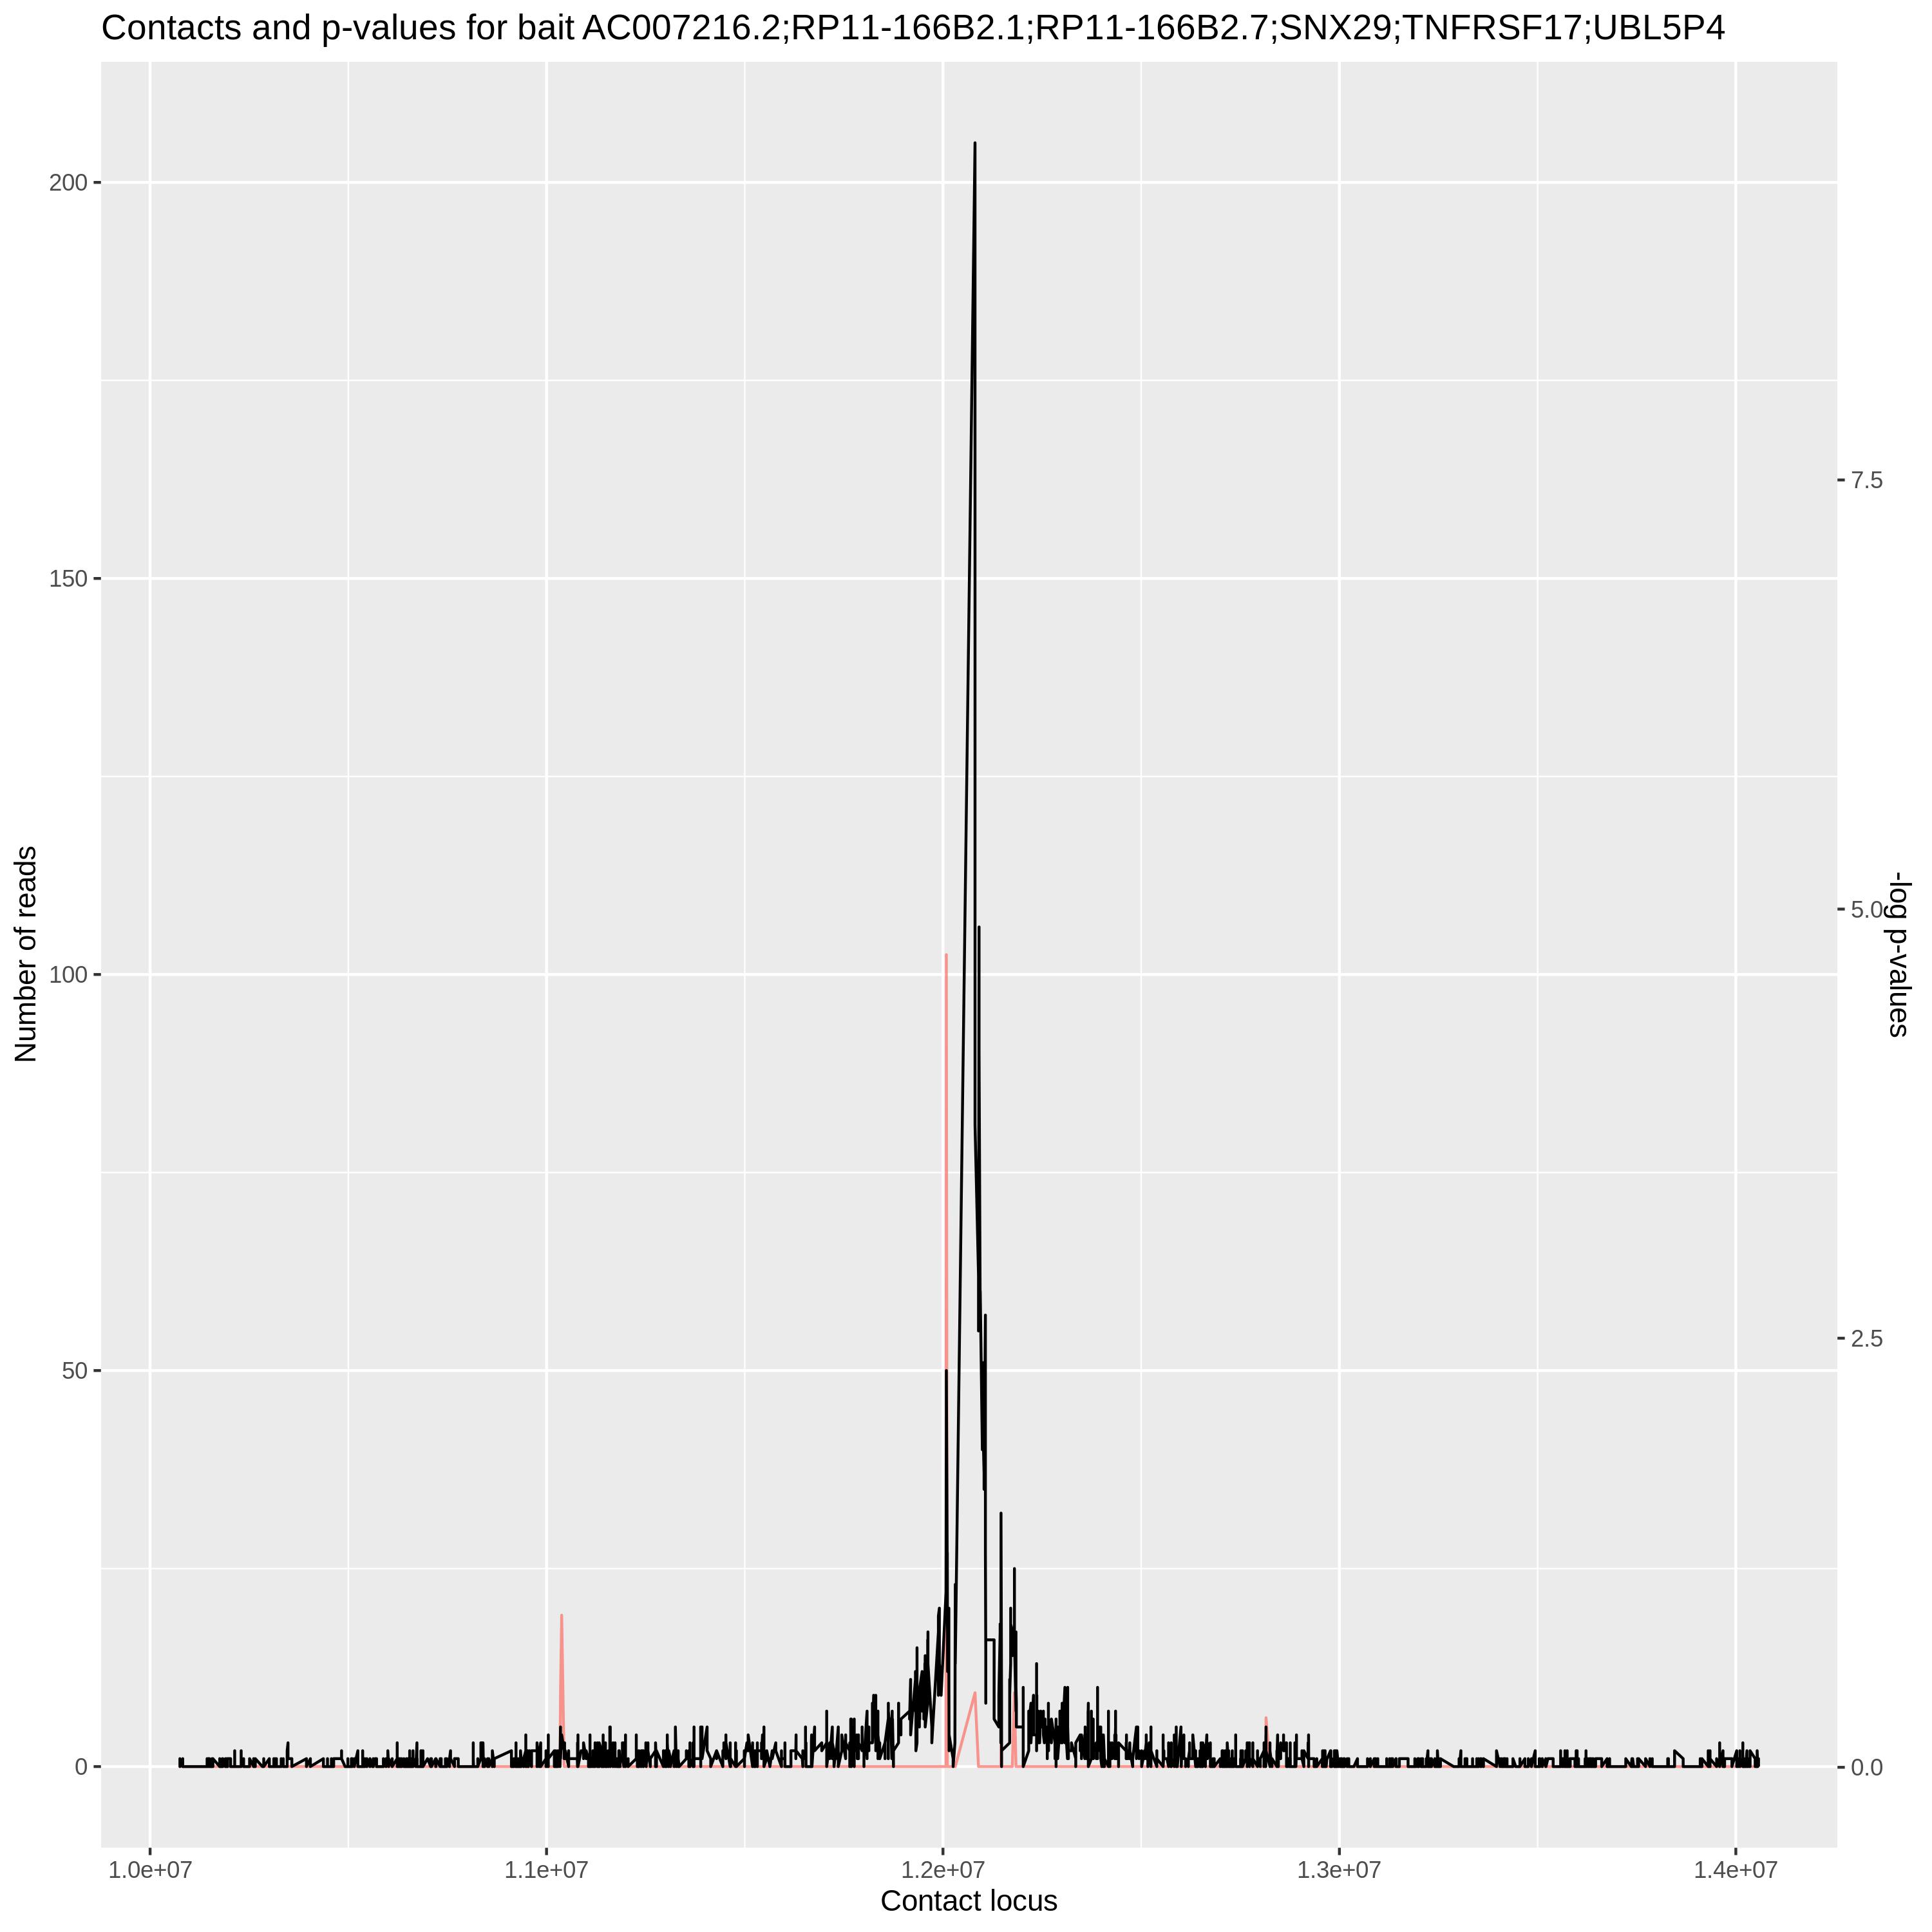 Contacts and p-values for bait AC007216.2;RP11-166B2.1;RP11-166B2.7;SNX29;TNFRSF17;UBL5P4
200
150
100
50
0
Number of reads
7.5
5.0
2.5
0.0
-log p-values
1.0e+07 1.1e+07 1.2e+07 1.3e+07 1.4e+07
Contact locus